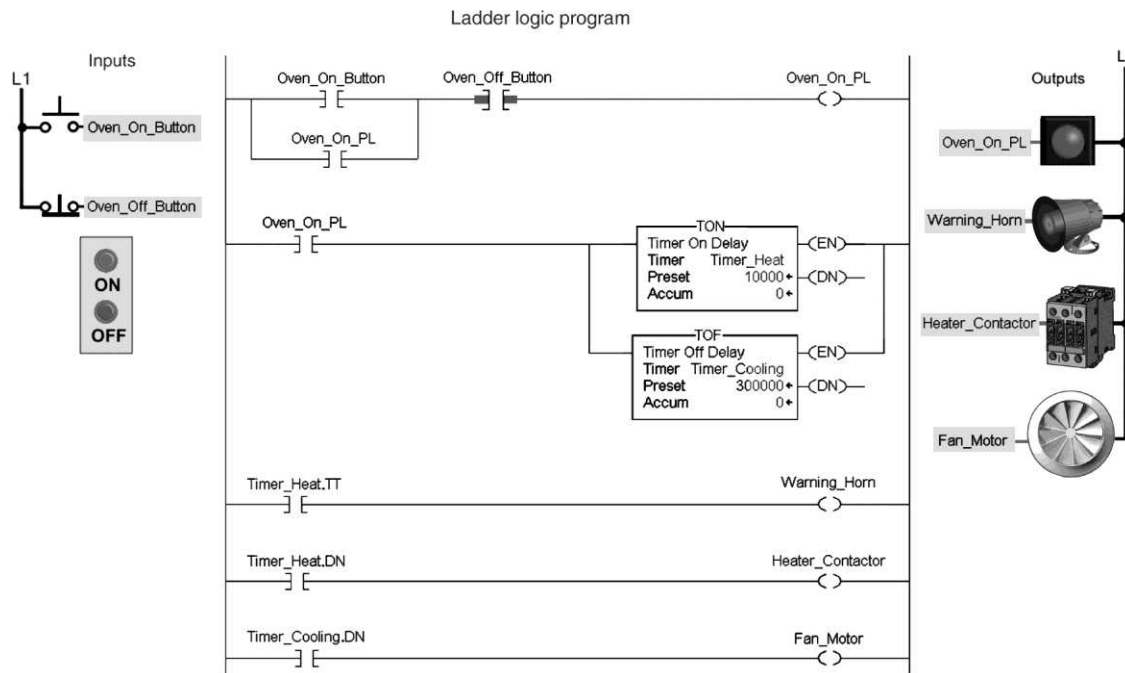 Ladder logic program
Inputs
L1
Oven_On_Button
Oven_Off_Button
ON
OFF
Oven_On_Button
Oven_Off_Button
Oven_On_PL
Oven_On_PL
Oven_On_PL
TON
Timer On Delay
Timer Timer_Heat
Preset 10000
Accum 0
(EN)
(DN)
TOF
Timer Off Delay
Timer Timer_Cooling
Preset 300000
Accum 0
(EN)
(DN)
Timer_Heat.TT
Warning_Horn
Timer_Heat.DN
Heater_Contactor
Timer_Cooling.DN
Fan_Motor
Outputs
L
Oven_On_PL
Warning_Horn
Heater_Contactor
Fan_Motor